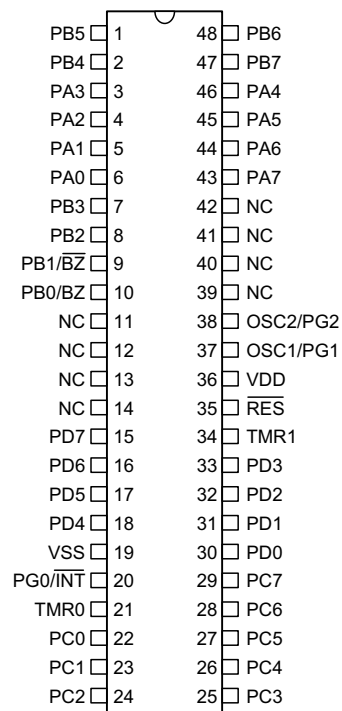 PB5 1 48 PB6
PB4 2 47 PB7
PA3 3 46 PA4
PA2 4 45 PA5
PA1 5 44 PA6
PA0 6 43 PA7
PB3 7 42 NC
PB2 8 41 NC
PB1/B̅Z̅ 9 40 NC
PB0/BZ 10 39 NC
NC 11 38 OSC2/PG2
NC 12 37 OSC1/PG1
NC 13 36 VDD
NC 14 35 R̅E̅S̅
PD7 15 34 TMR1
PD6 16 33 PD3
PD5 17 32 PD2
PD4 18 31 PD1
VSS 19 30 PD0
PG0/I̅N̅T̅ 20 29 PC7
TMR0 21 28 PC6
PC0 22 27 PC5
PC1 23 26 PC4
PC2 24 25 PC3